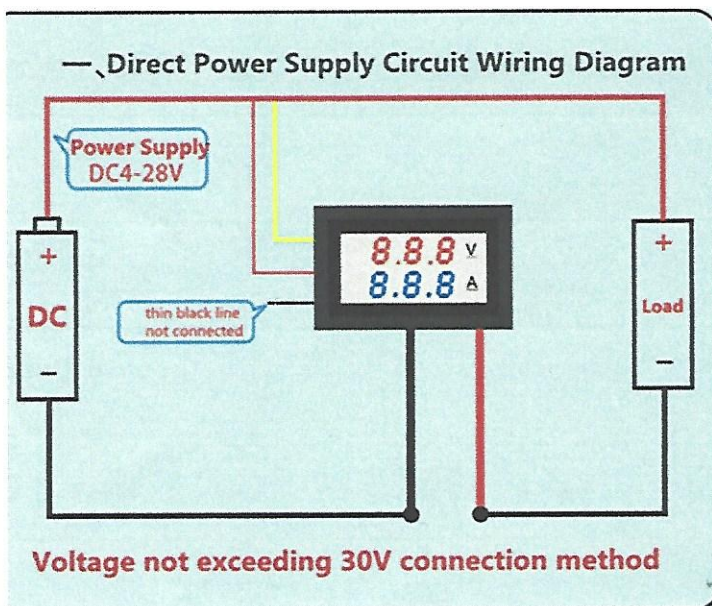 一、Direct Power Supply Circuit Wiring Diagram
Power Supply
DC4-28V
+
DC
−
8.8.8 V
8.8.8 A
thin black line
not connected
+
Load
−
Voltage not exceeding 30V connection method